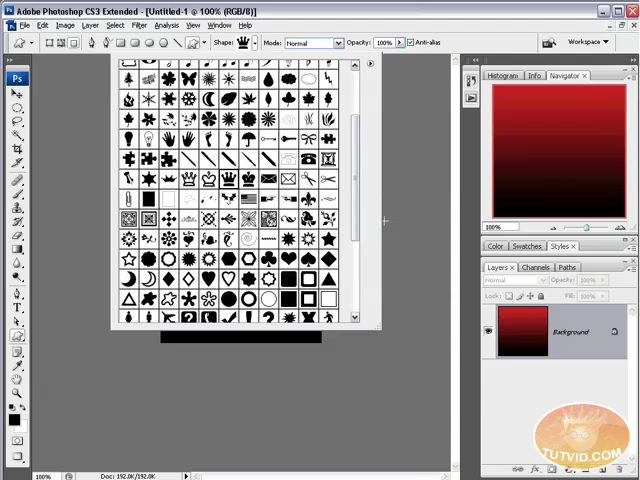 Adobe Photoshop CS3 Extended - [Untitled-1 @ 100% (RGB/8)]
File Edit Image Layer Select Filter Analysis View Window Help
Shape: Mode: Normal Opacity: 100% Anti-alias Workspace
Ps
Histogram Info Navigator
100%
Color Swatches Styles
Layers Channels Paths
Normal Opacity: 100%
Lock: Fill: 100%
Background
TUTVID.COM
T
100% Doc: 192.0K/192.0K